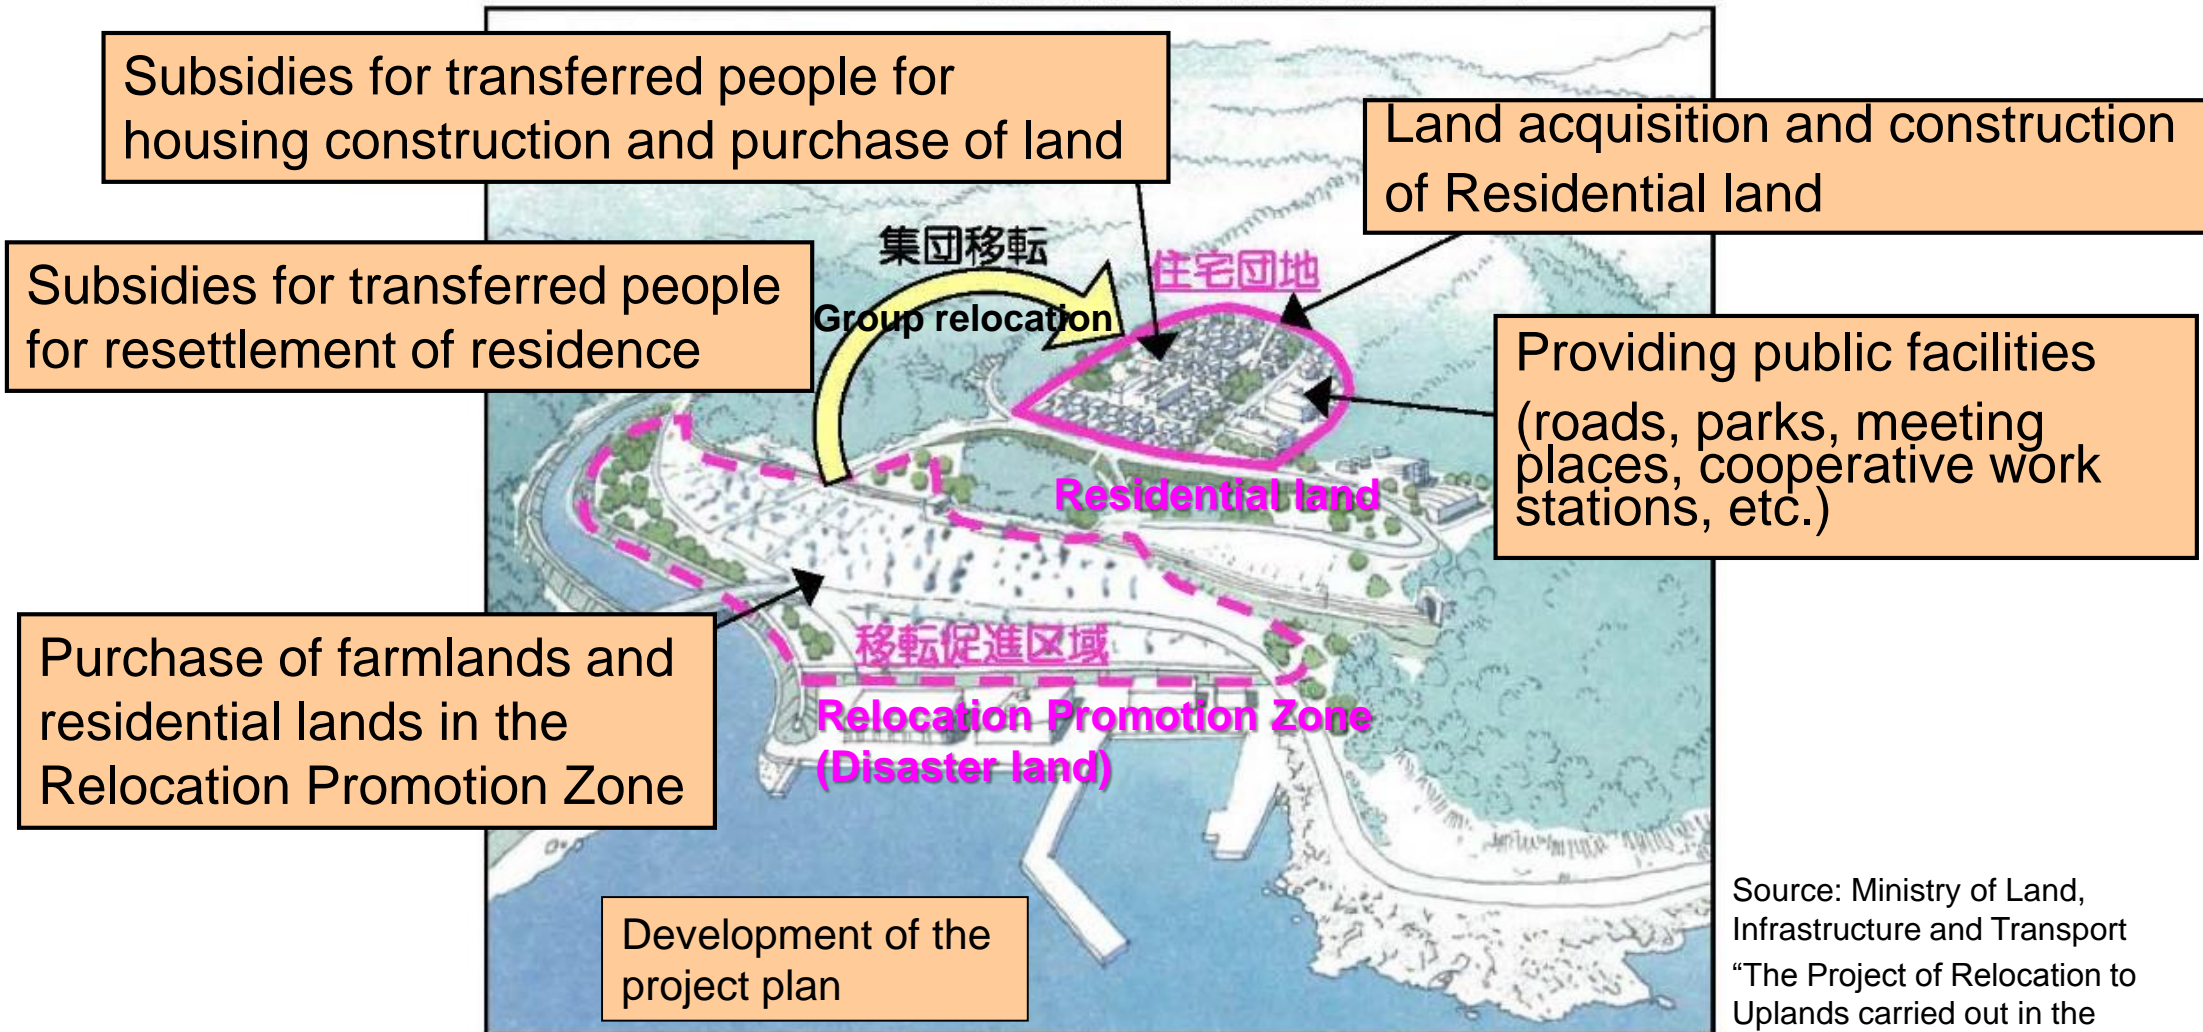 Subsidies for transferred people for
housing construction and purchase of land
Land acquisition and construction
of Residential land
集団移転
住宅団地
Subsidies for transferred people
for resettlement of residence
Group relocation
Providing public facilities
(roads, parks, meeting
places, cooperative work
stations, etc.)
Residential land
移転促進区域
Purchase of farmlands and
residential lands in the
Relocation Promotion Zone
Relocation Promotion Zone
(Disaster land)
Development of the
project plan
Source: Ministry of Land,
Infrastructure and Transport
“The Project of Relocation to
Uplands carried out in the